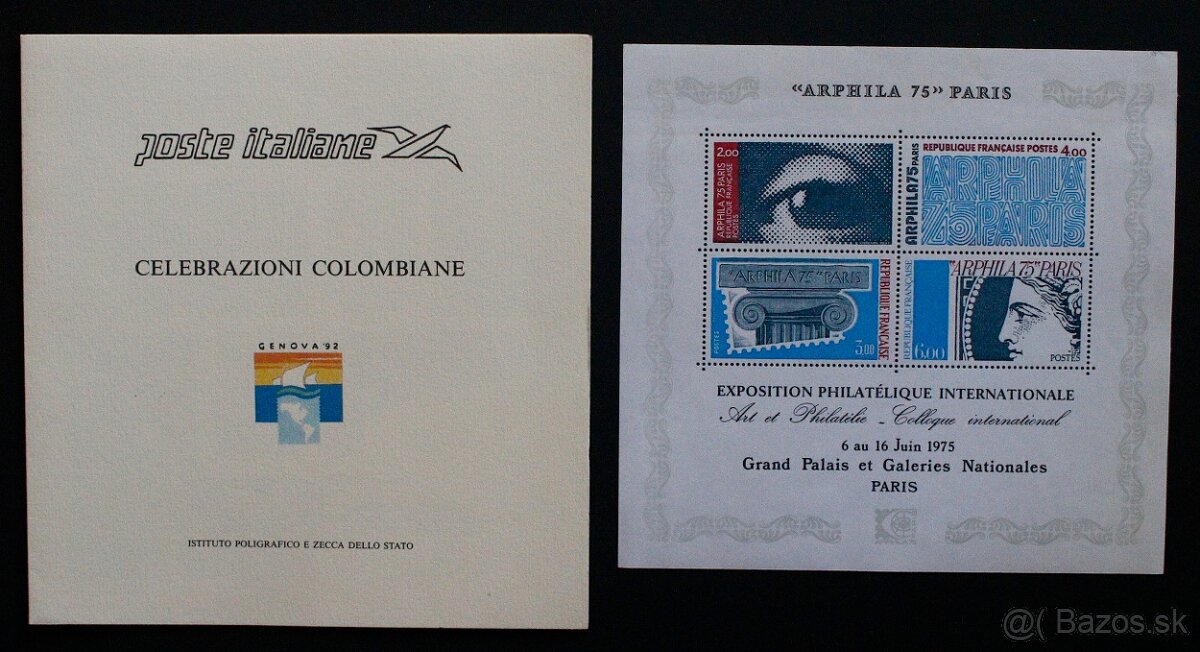 poste italiane
CELEBRAZIONI COLOMBIANE
GENOVA '92
ISTITUTO POLIGRAFICO E ZECCA DELLO STATO
«ARPHILA 75» PARIS
2,00
ARPHILA 75 PARIS
RÉPUBLIQUE FRANÇAISE
POSTES
REPUBLIQUE FRANÇAISE POSTES 4,00
ARPHILA75 PARIS
ARPHILA
75 PARIS
"ARPHILA 75" PARIS
REPUBLIQUE FRANÇAISE
POSTES
3,00
"ARPHILA 75" PARIS
REPUBLIQUE FRANÇAISE
6,00
POSTES
EXPOSITION PHILATÉLIQUE INTERNATIONALE
Art et Philatélie - Colloque international
6 au 16 Juin 1975
Grand Palais et Galeries Nationales
PARIS
@( Bazos.sk